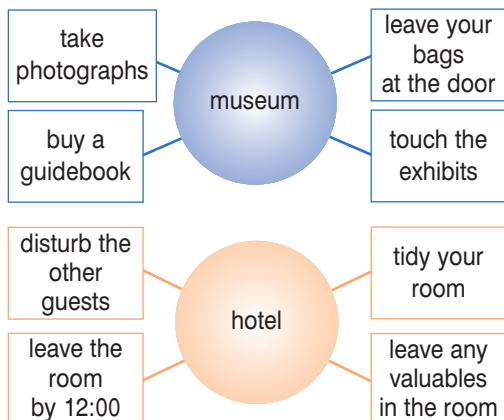 take
photographs
museum
leave your
bags
at the door
buy a
guidebook
touch the
exhibits
disturb the
other
guests
hotel
tidy your
room
leave the
room
by 12:00
leave any
valuables
in the room